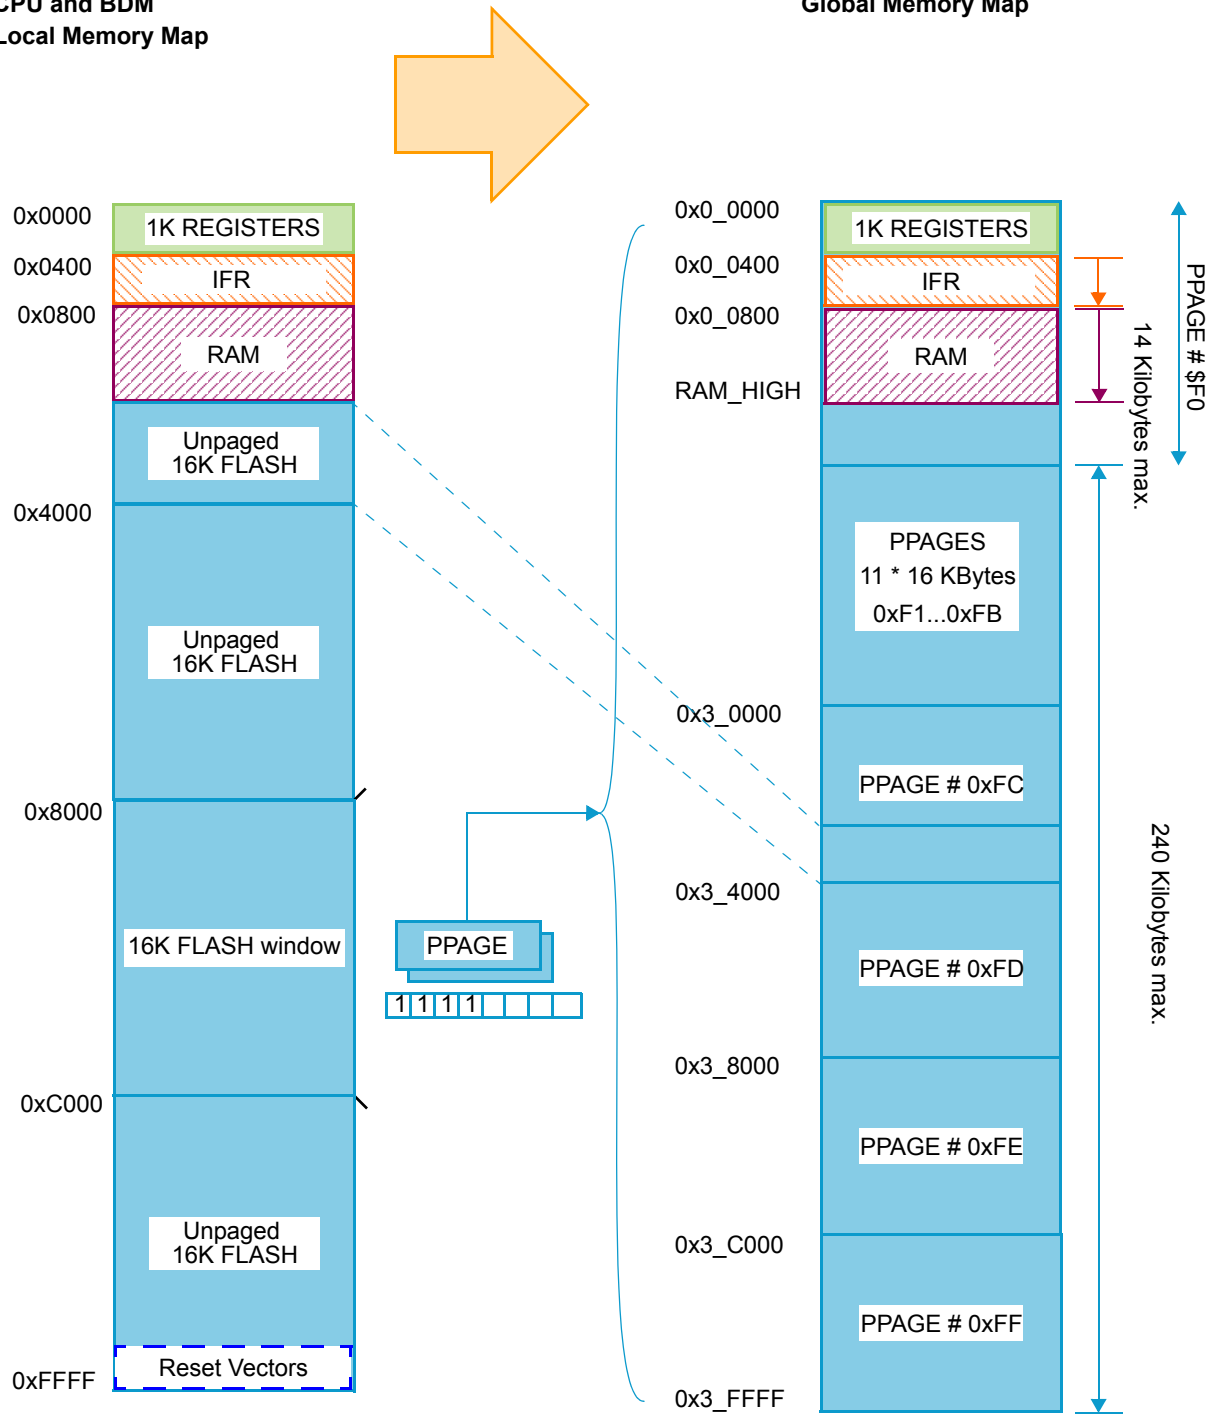 CPU and BDM
Local Memory Map
Global Memory Map
0x0000
1K REGISTERS
0x0400
IFR
0x0800
RAM
Unpaged
16K FLASH
0x4000
Unpaged
16K FLASH
0x8000
16K FLASH window
0xC000
Unpaged
16K FLASH
Reset Vectors
0xFFFF
PPAGE
1 1 1 1
0x0_0000
1K REGISTERS
0x0_0400
IFR
0x0_0800
RAM
RAM_HIGH
PPAGES
11 * 16 KBytes
0xF1...0xFB
0x3_0000
PPAGE # 0xFC
0x3_4000
PPAGE # 0xFD
0x3_8000
PPAGE # 0xFE
0x3_C000
PPAGE # 0xFF
0x3_FFFF
14 Kilobytes max.
PPAGE # $F0
240 Kilobytes max.